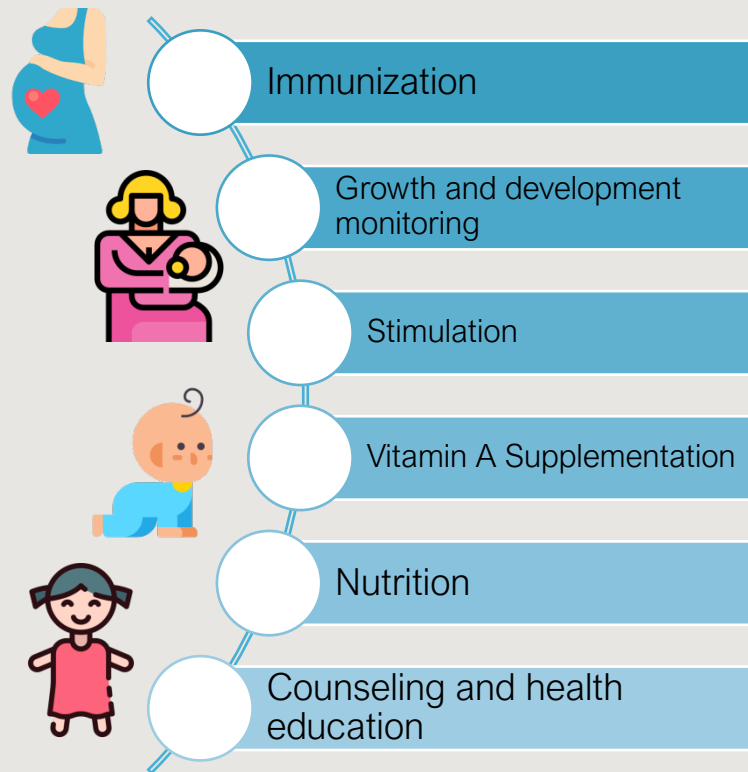 Immunization
Growth and development
monitoring
Stimulation
Vitamin A Supplementation
Nutrition
Counseling and health
education